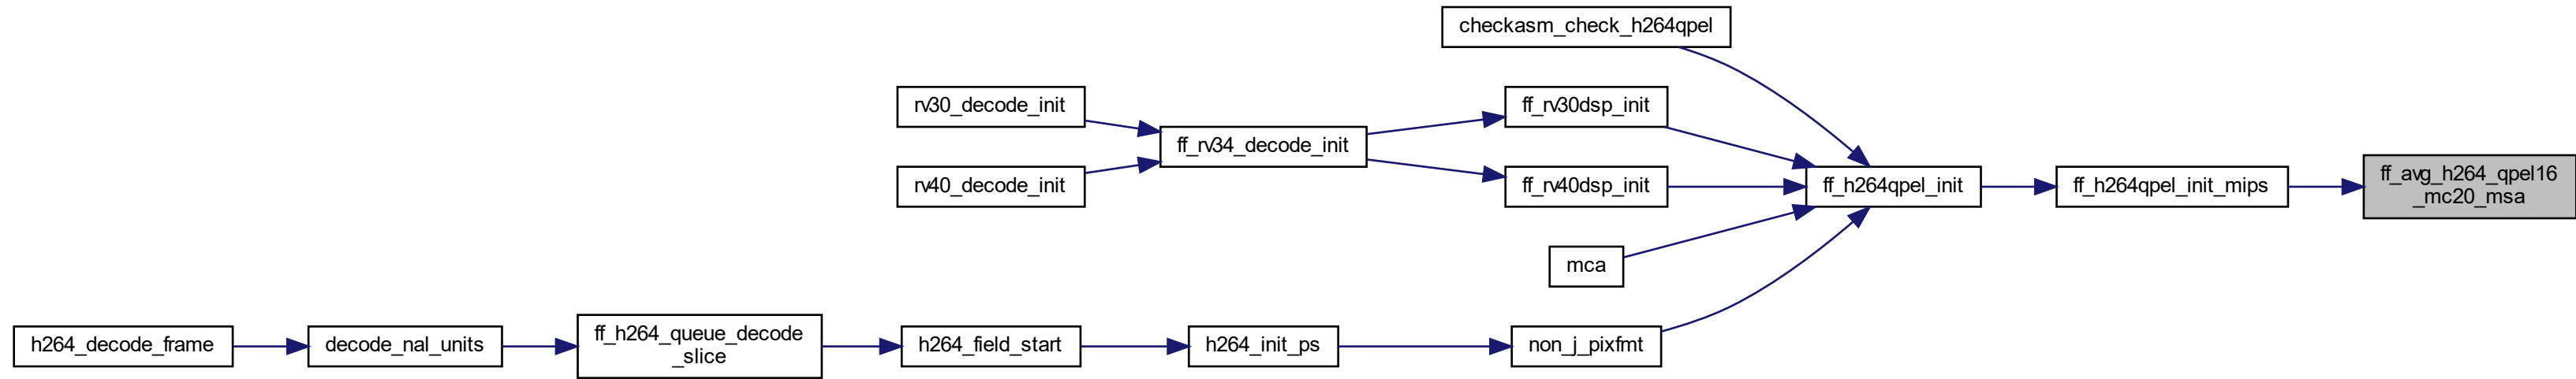 checkasm_check_h264qpel
rv30_decode_init
ff_rv30dsp_init
ff_rv34_decode_init
ff_avg_h264_qpel16
_mc20_msa
rv40_decode_init
ff_rv40dsp_init
ff_h264qpel_init
ff_h264qpel_init_mips
mca
h264_decode_frame
decode_nal_units
ff_h264_queue_decode
_slice
h264_field_start
h264_init_ps
non_j_pixfmt